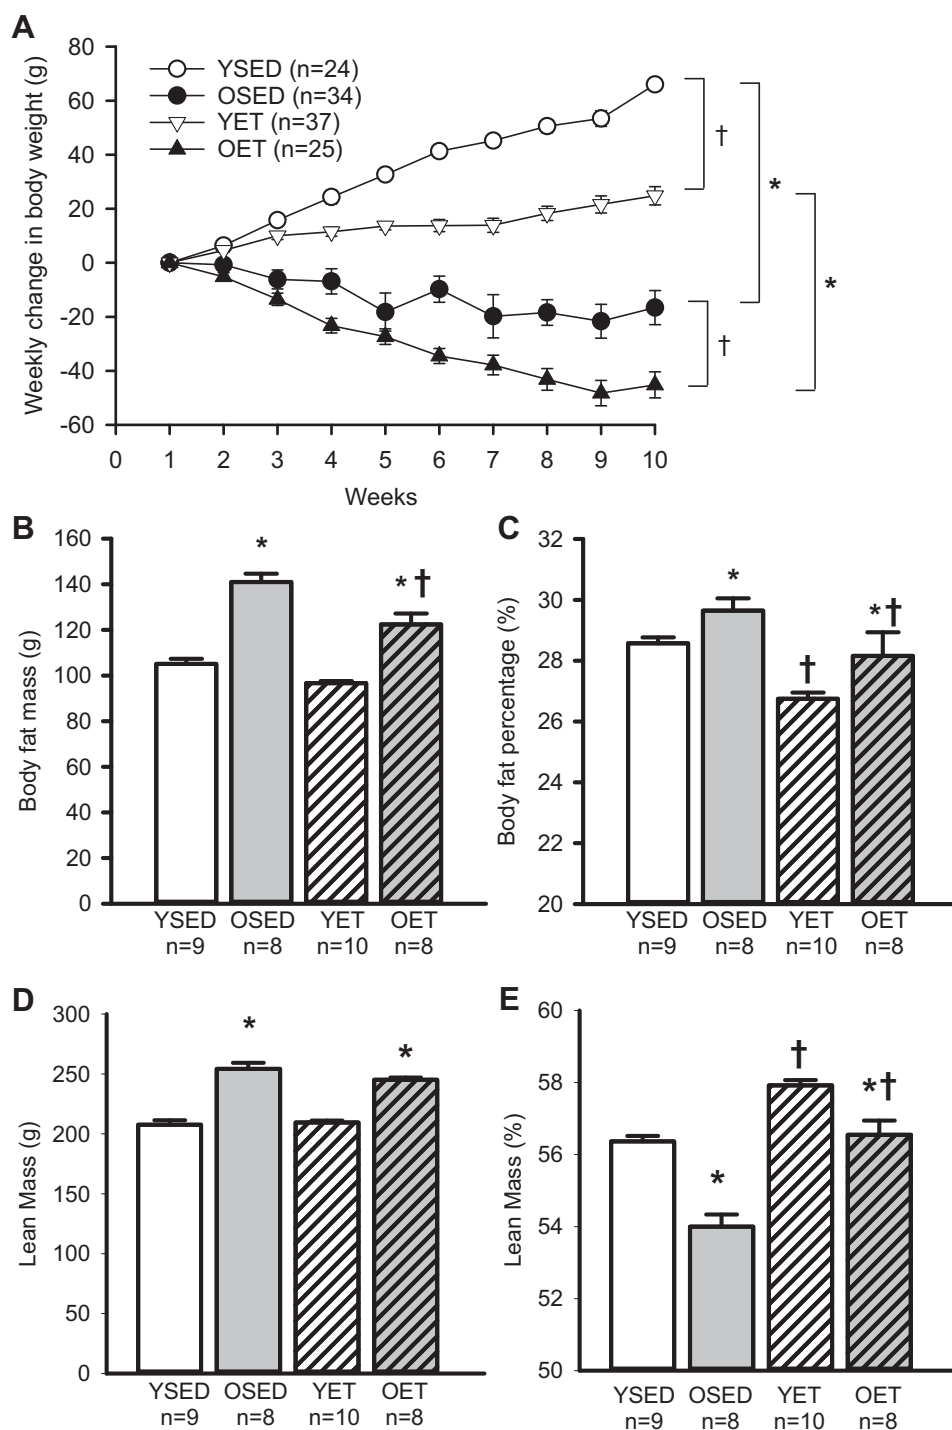 A
Weekly change in body weight (g)
80
60
40
20
0
-20
-40
-60
YSED (n=24)
OSED (n=34)
YET (n=37)
OET (n=25)
†
*
*
†
0 1 2 3 4 5 6 7 8 9 10
Weeks
B
Body fat mass (g)
160
140
120
100
80
60
40
20
0
*
* †
YSED OSED YET OET
n=9 n=8 n=10 n=8
C
Body fat percentage (%)
32
30
28
26
24
22
20
*
†
*†
YSED OSED YET OET
n=9 n=8 n=10 n=8
D
Lean Mass (g)
300
250
200
150
100
50
0
*
*
YSED OSED YET OET
n=9 n=8 n=10 n=8
E
Lean Mass (%)
60
58
56
54
52
50
*
†
*†
YSED OSED YET OET
n=9 n=8 n=10 n=8